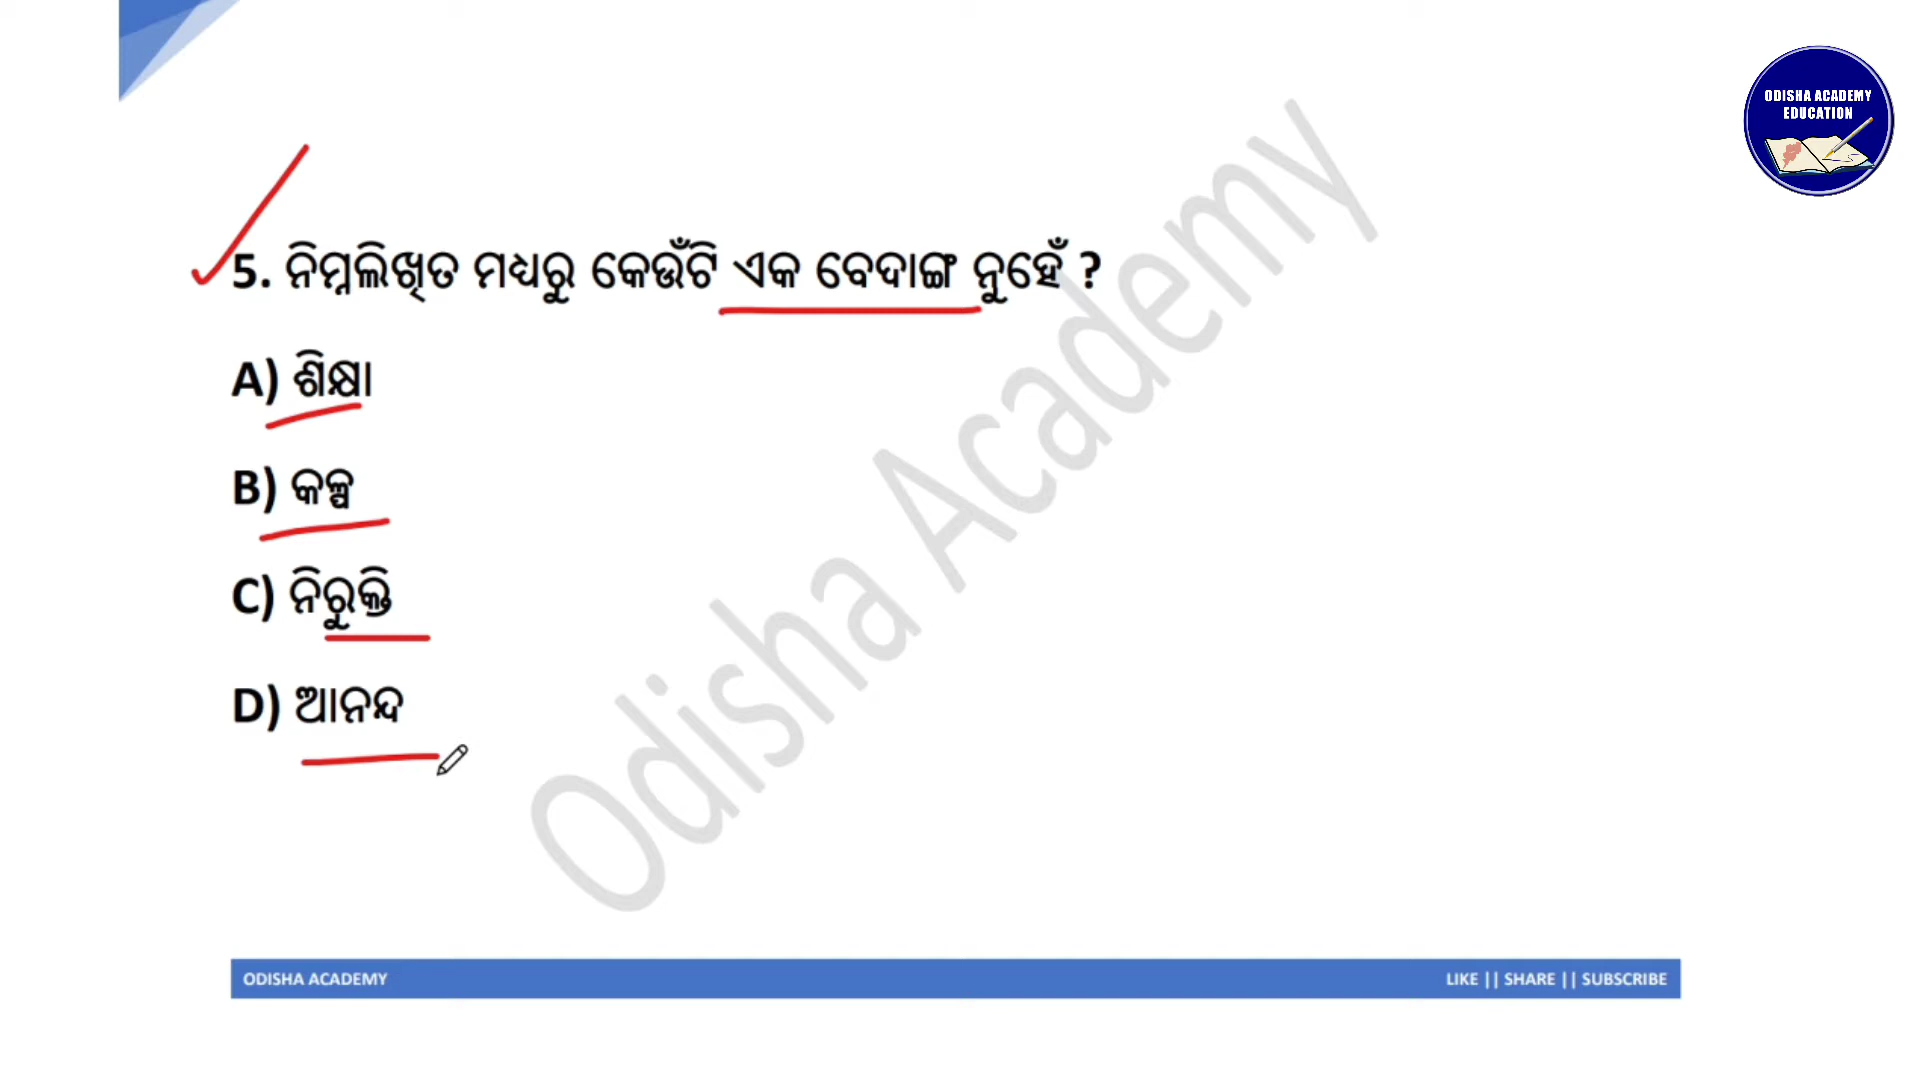 ODISHA ACADEMY
EDUCATION
5. ନିମ୍ନଲିଖିତ ମଧ୍ୟରୁ କେଉଁଟି ଏକ ବେଦାଙ୍ଗ ନୁହେଁ ?
A) ଶିକ୍ଷା
B) କଳ୍ପ
C) ନିରୁକ୍ତି
D) ଆନନ୍ଦ
Odisha Academy
ODISHA ACADEMY
LIKE || SHARE || SUBSCRIBE